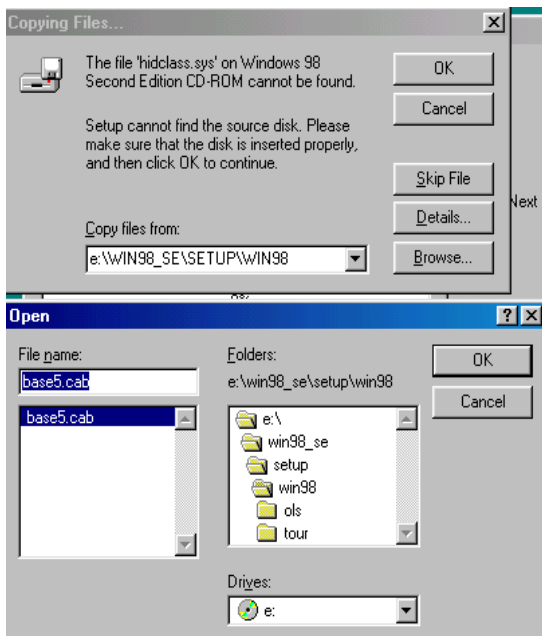 Copying Files...
The file 'hidclass.sys' on Windows 98
Second Edition CD-ROM cannot be found.
Setup cannot find the source disk. Please
make sure that the disk is inserted properly,
and then click OK to continue.
Copy files from:
e:\WIN98_SE\SETUP\WIN98
OK
Cancel
Skip File
Details...
Browse...
Next
Open
File name:
base5.cab
base5.cab
Folders:
e:\win98_se\setup\win98
e:\
win98_se
setup
win98
ols
tour
Drives:
e:
OK
Cancel